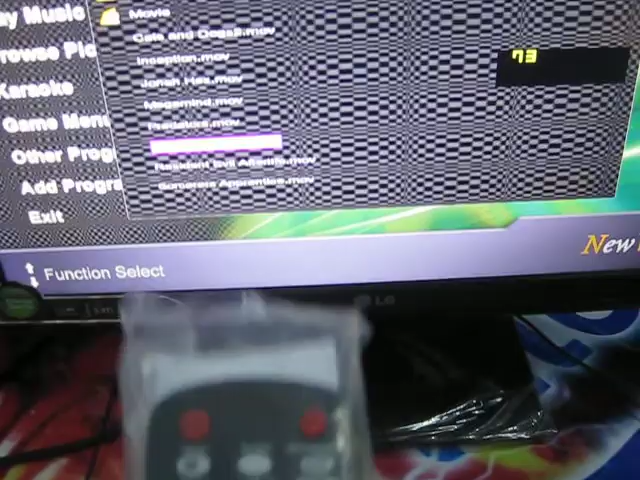 ay Music
Movie
Cats and Dogs2.mov
rowse Pic
Inception.mov
73
Karaoke
Jonah Hex.mov
Game Menu
Megamind.mov
Predators.mov
Other Prog
Resident Evil Afterlife.mov
Add Progra
Sorcerers Apprentice.mov
Exit
Function Select
New
LG